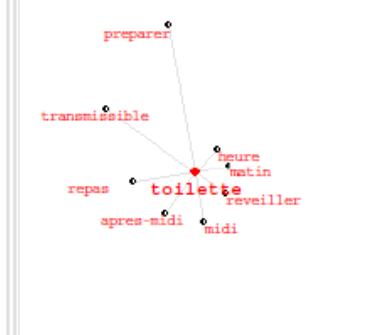 preparer
transmissible
heure
matin
repas
toilette
reveiller
apres-midi
midi